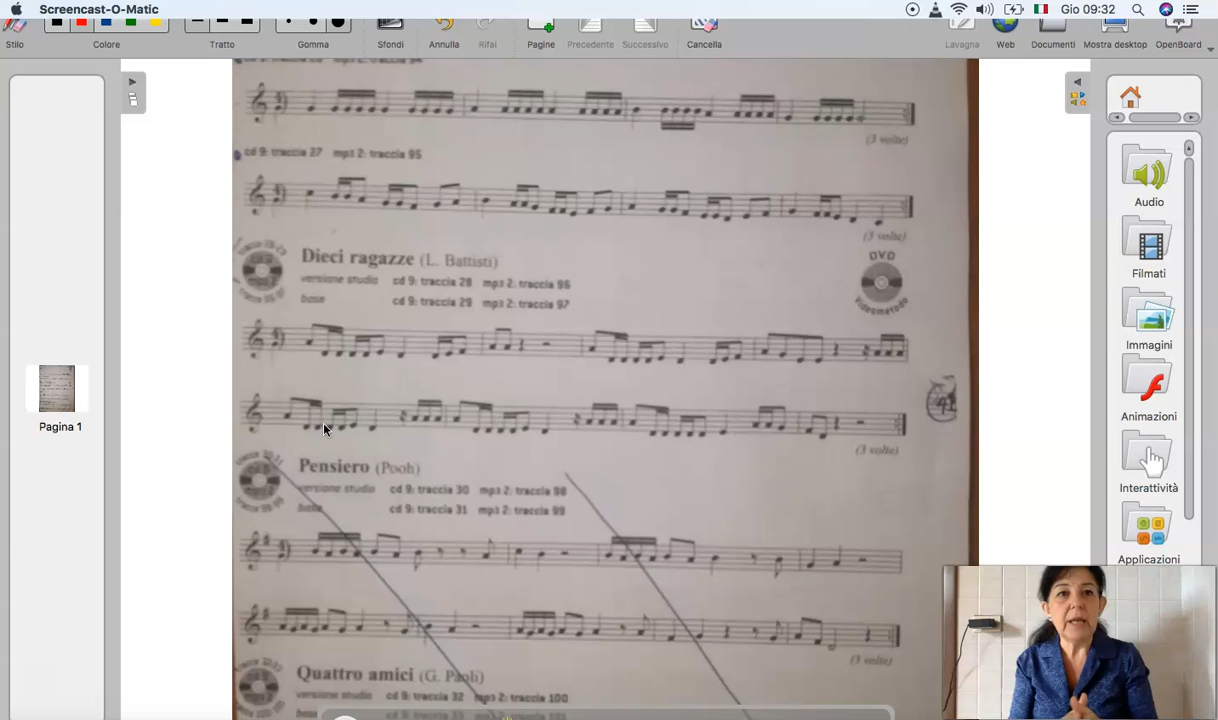 Screencast-O-Matic
Gio 09:32
Stilo
Colore
Tratto
Gomma
Sfondi
Annulla
Rifai
Pagine
Precedente
Successivo
Cancella
Lavagna
Web
Documenti
Mostra desktop
OpenBoard
(3 volte)
cd 9: traccia 27 mp3 2: traccia 95
(3 volte)
Dieci ragazze (L. Battisti)
versione studio cd 9: traccia 28 mp3 2: traccia 96
base cd 9: traccia 29 mp3 2: traccia 97
DVD
Videometodo
(3 volte)
Pensiero (Pooh)
versione studio cd 9: traccia 30 mp3 2: traccia 98
base cd 9: traccia 31 mp3 2: traccia 99
(3 volte)
Quattro amici (G. Paoli)
versione studio cd 9: traccia 32 mp3 2: traccia 100
Pagina 1
Audio
Filmati
Immagini
Animazioni
Interattività
Applicazioni